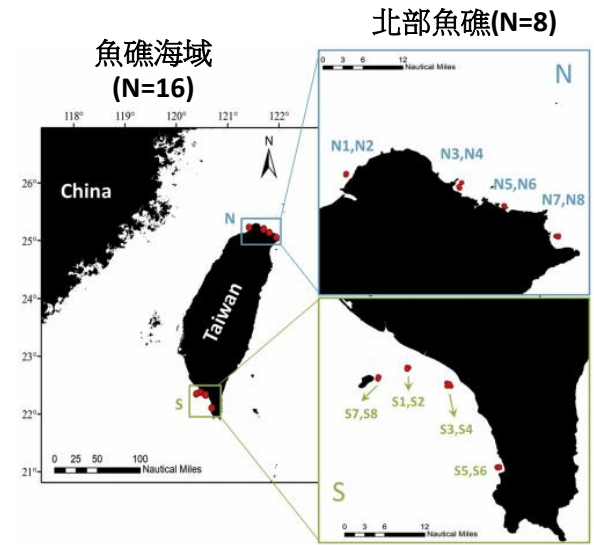 魚礁海域
(N=16)
北部魚礁(N=8)
118° 119° 120° 121° 122°
26°
25°
24°
23°
22°
21°
China
Taiwan
N
N
S
0 25 50 100
Nautical Miles
0 3 6 12
Nautical Miles
N
N1,N2
N3,N4
N5,N6
N7,N8
S7,S8
S1,S2
S3,S4
S5,S6
S
0 3 6 12
Nautical Miles